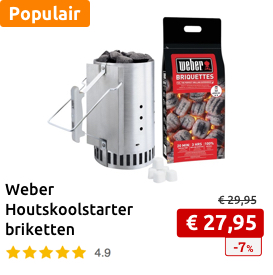 Populair
weber
BRIQUETTES
Weber
Houtskoolstarter
briketten
4.9
€ 29,95
€ 27,95
-7%